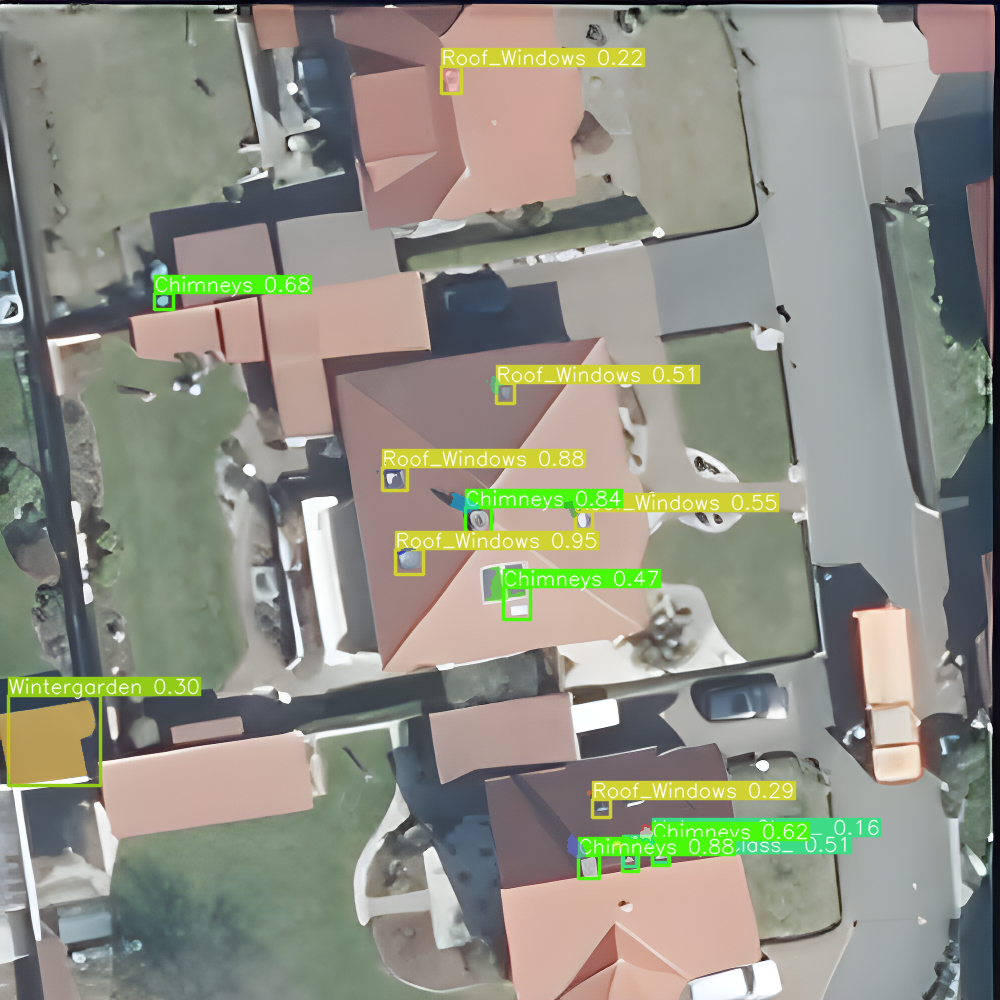 Roof_Windows 0.22
Chimneys 0.68
Roof_Windows 0.51
Roof_Windows 0.88
Chimneys 0.84
_Windows 0.55
Roof_Windows 0.95
Chimneys 0.47
Wintergarden 0.30
Roof_Windows 0.29
Chimneys 0.62
0.16
Chimneys 0.88
0.51